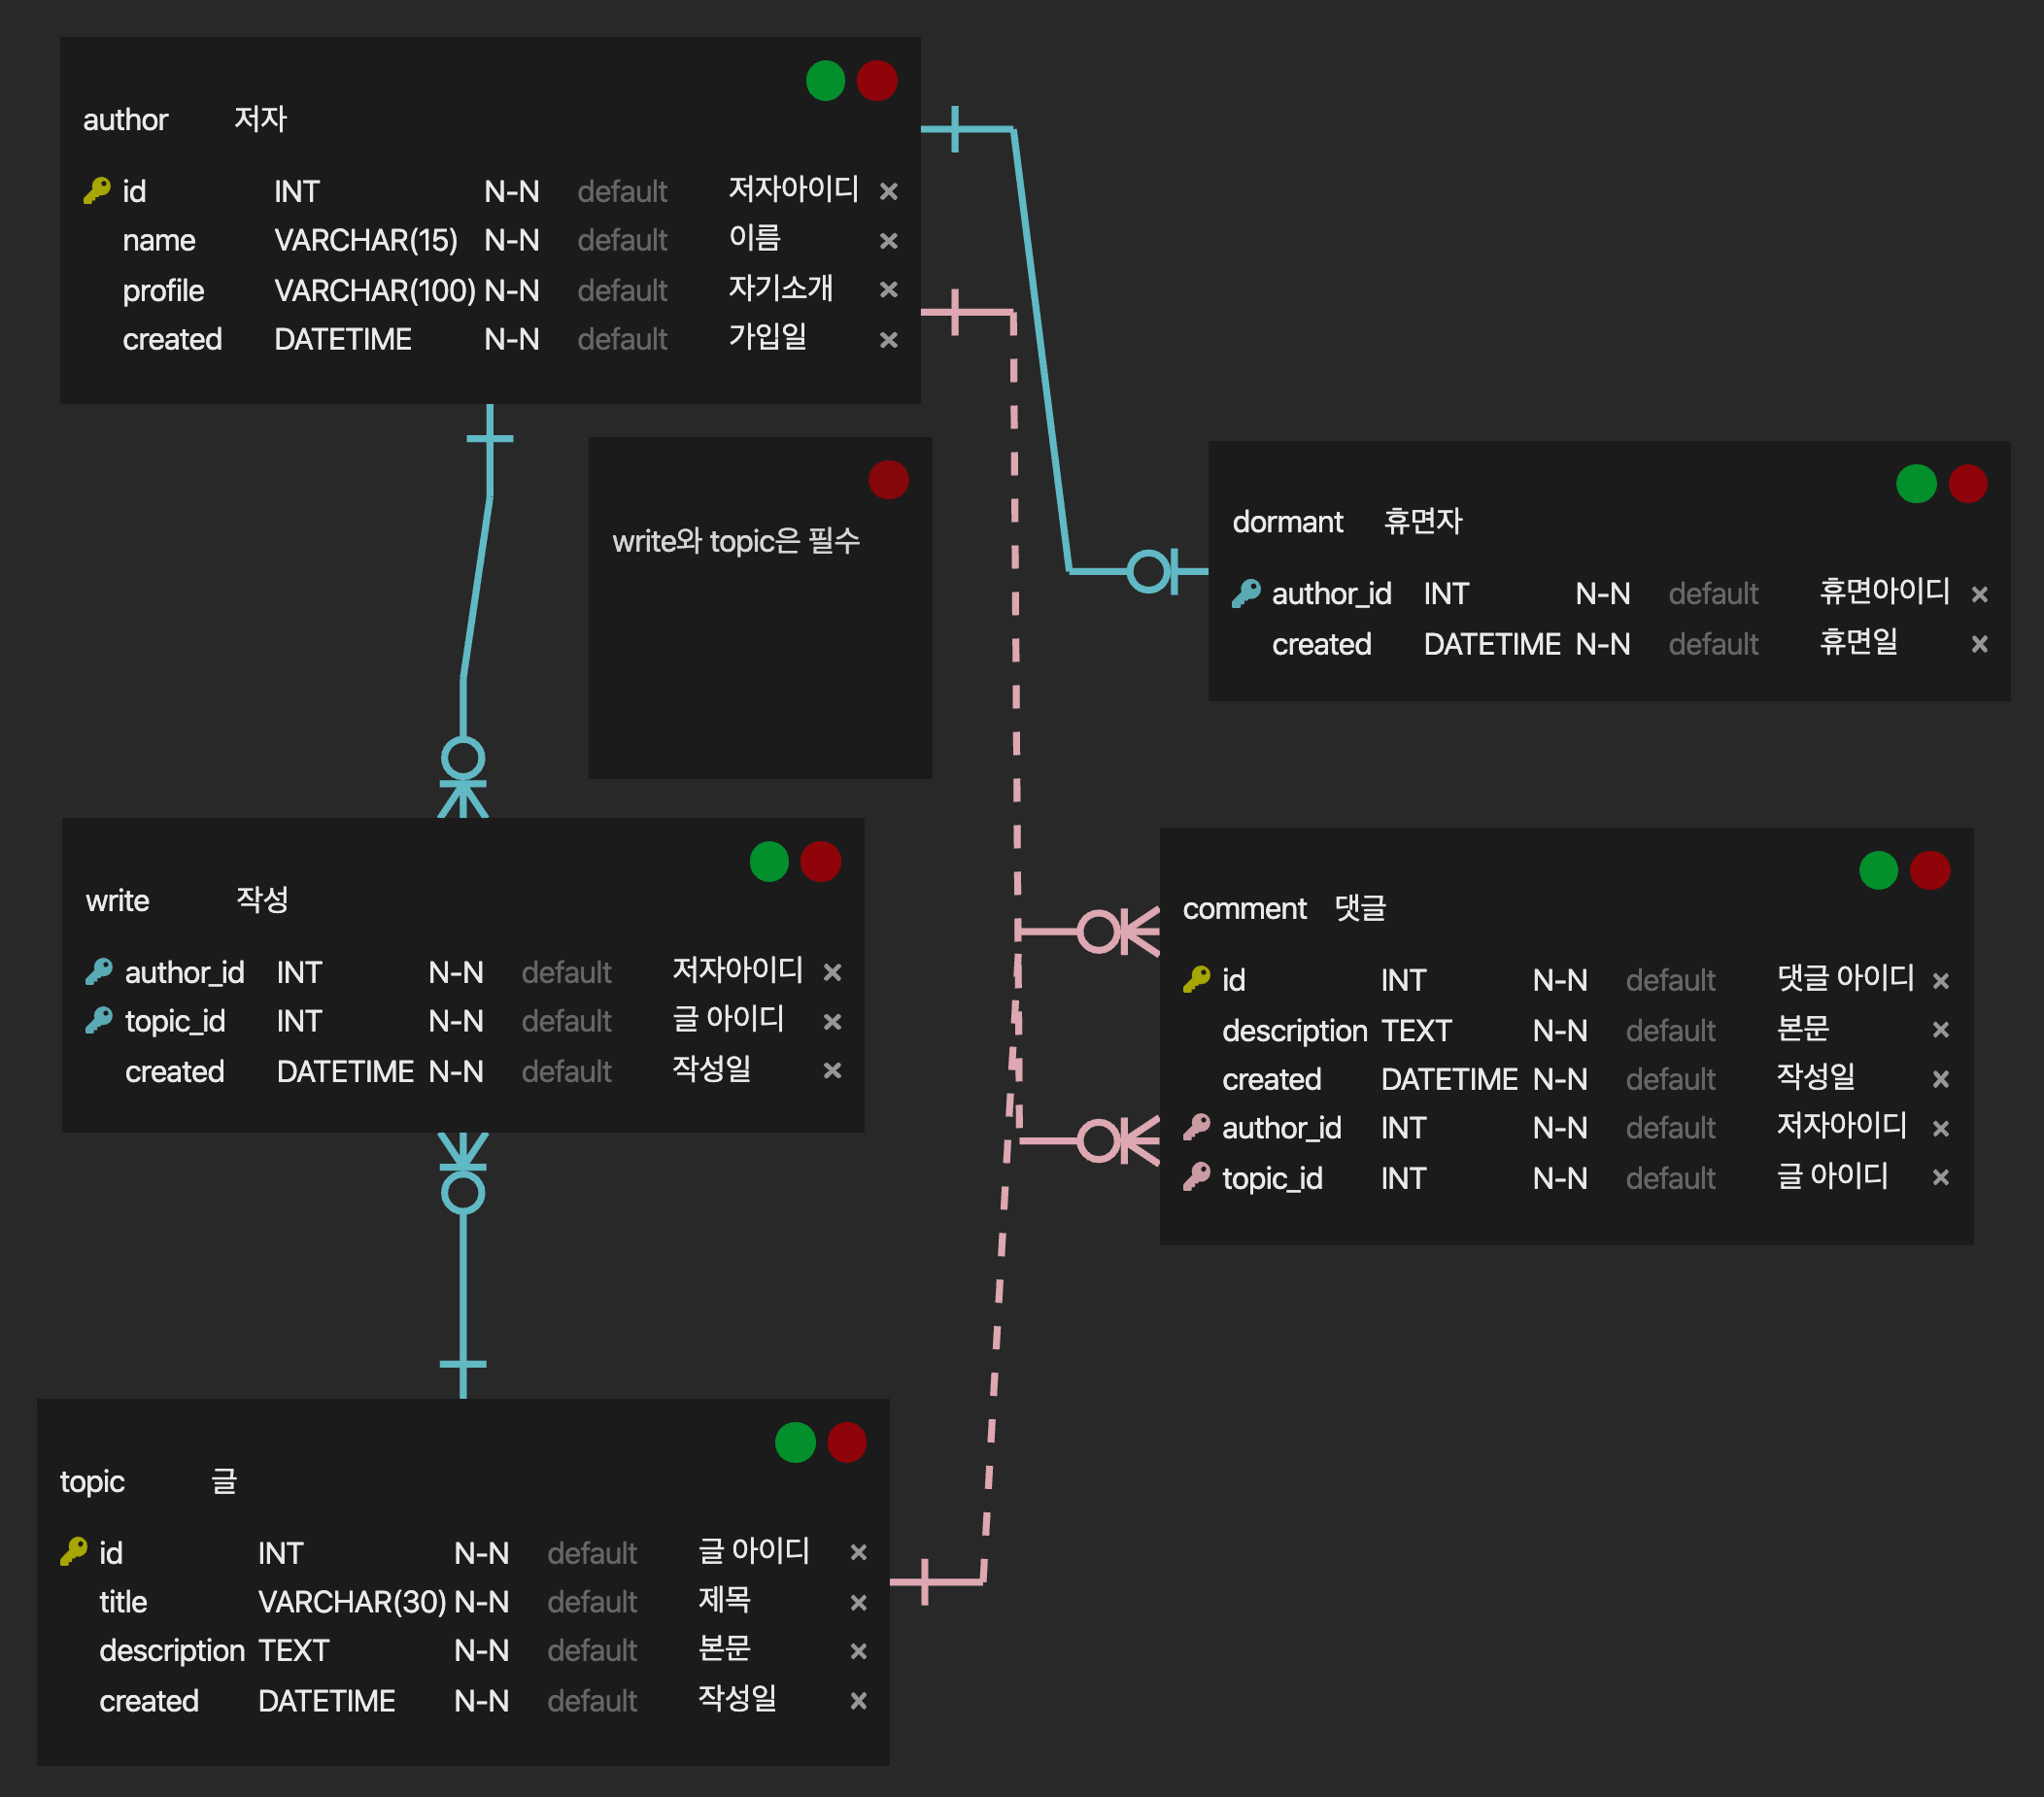 author 저자
id INT N-N default 저자아이디
name VARCHAR(15) N-N default 이름
profile VARCHAR(100) N-N default 자기소개
created DATETIME N-N default 가입일
write와 topic은 필수
dormant 휴면자
author_id INT N-N default 휴면아이디
created DATETIME N-N default 휴면일
write 작성
author_id INT N-N default 저자아이디
topic_id INT N-N default 글 아이디
created DATETIME N-N default 작성일
comment 댓글
id INT N-N default 댓글 아이디
description TEXT N-N default 본문
created DATETIME N-N default 작성일
author_id INT N-N default 저자아이디
topic_id INT N-N default 글 아이디
topic 글
id INT N-N default 글 아이디
title VARCHAR(30) N-N default 제목
description TEXT N-N default 본문
created DATETIME N-N default 작성일